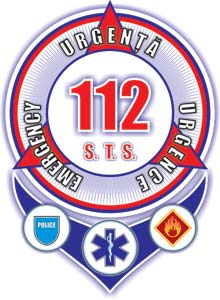 URGENȚĂ
EMERGENCY
URGENCE
112
S. T. S.
POLICE